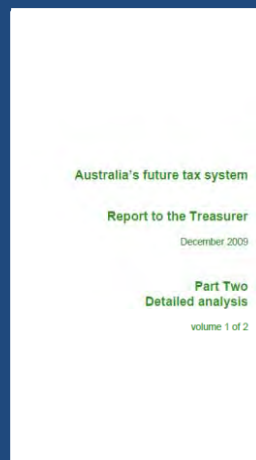 Australia's future tax system
Report to the Treasurer
December 2009
Part Two
Detailed analysis
volume 1 of 2